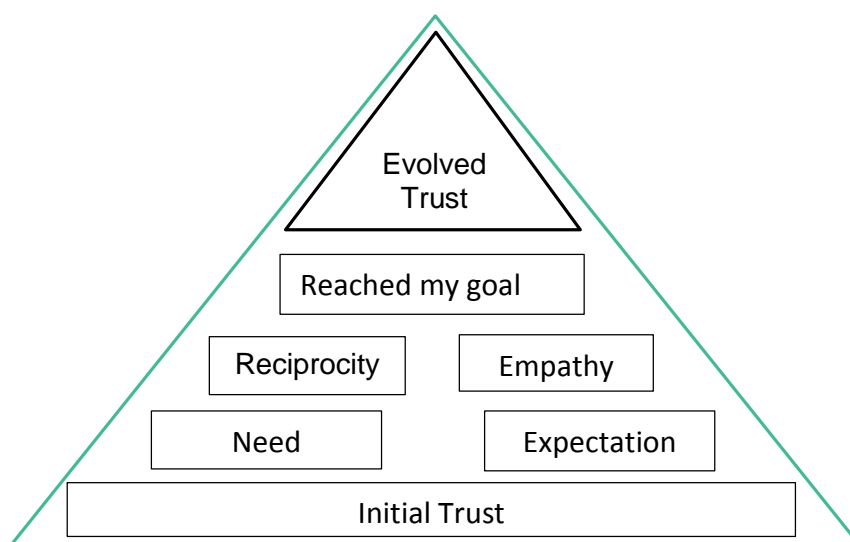 Evolved
Trust
Reached my goal
Reciprocity
Empathy
Need
Expectation
Initial Trust